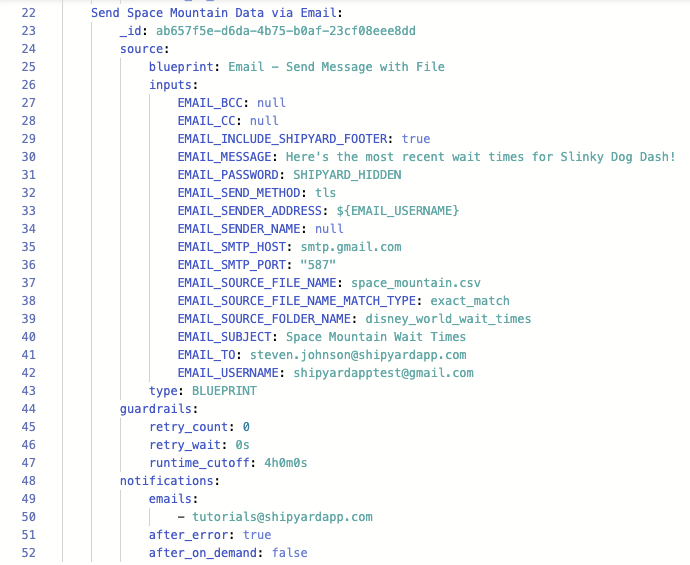 22 Send Space Mountain Data via Email:
23 _id: ab657f5e-d6da-4b75-b0af-23cf08eee8dd
24 source:
25 blueprint: Email - Send Message with File
26 inputs:
27 EMAIL_BCC: null
28 EMAIL_CC: null
29 EMAIL_INCLUDE_SHIPYARD_FOOTER: true
30 EMAIL_MESSAGE: Here's the most recent wait times for Slinky Dog Dash!
31 EMAIL_PASSWORD: SHIPYARD_HIDDEN
32 EMAIL_SEND_METHOD: tls
33 EMAIL_SENDER_ADDRESS: ${EMAIL_USERNAME}
34 EMAIL_SENDER_NAME: null
35 EMAIL_SMTP_HOST: smtp.gmail.com
36 EMAIL_SMTP_PORT: "587"
37 EMAIL_SOURCE_FILE_NAME: space_mountain.csv
38 EMAIL_SOURCE_FILE_NAME_MATCH_TYPE: exact_match
39 EMAIL_SOURCE_FOLDER_NAME: disney_world_wait_times
40 EMAIL_SUBJECT: Space Mountain Wait Times
41 EMAIL_TO: steven.johnson@shipyardapp.com
42 EMAIL_USERNAME: shipyardapptest@gmail.com
43 type: BLUEPRINT
44 guardrails:
45 retry_count: 0
46 retry_wait: 0s
47 runtime_cutoff: 4h0m0s
48 notifications:
49 emails:
50 - tutorials@shipyardapp.com
51 after_error: true
52 after_on_demand: false